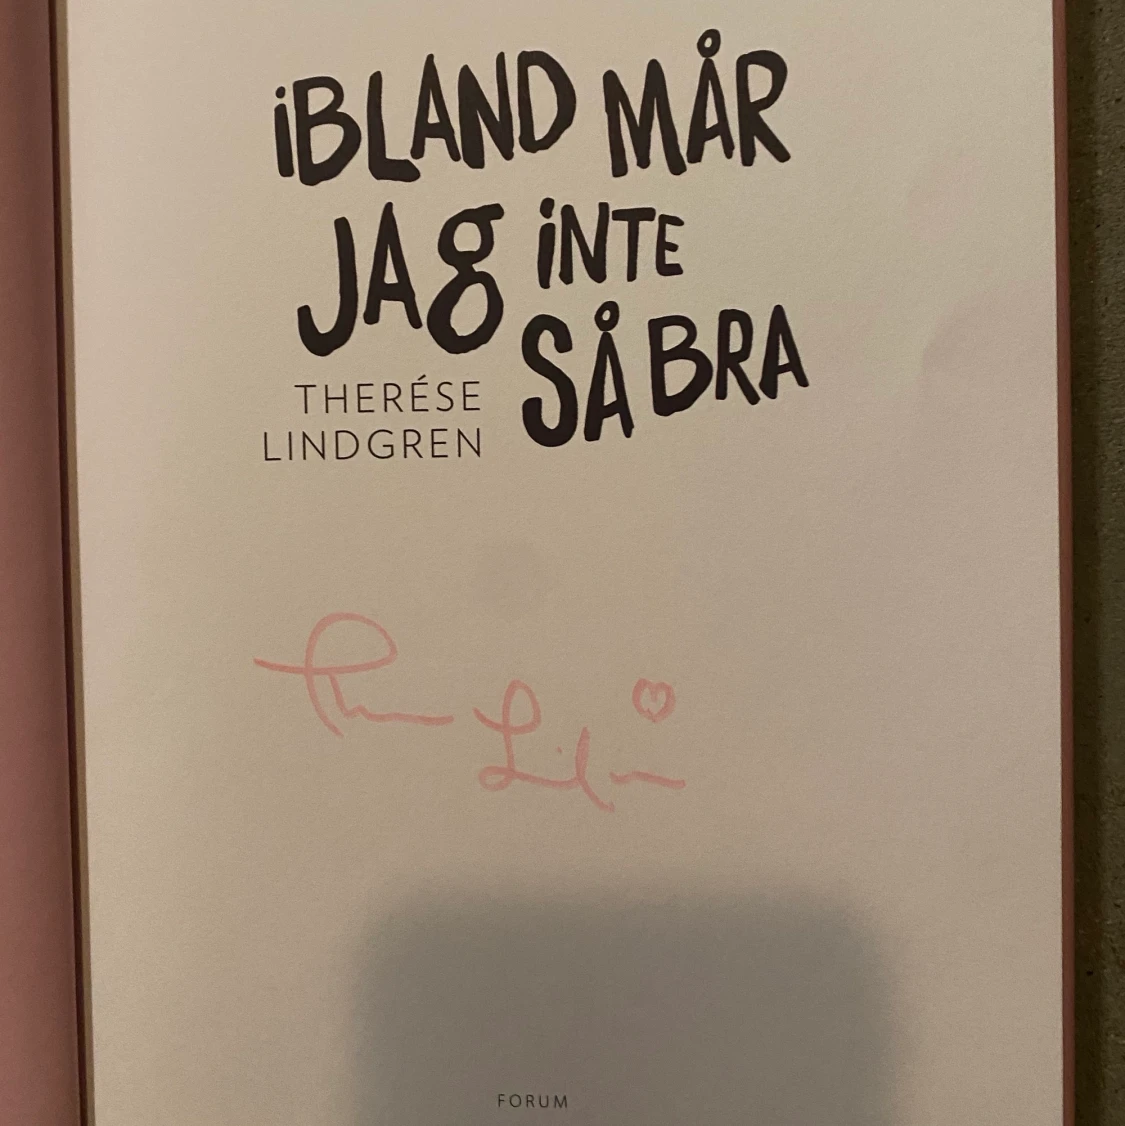 iBLAND MÅR
JAg iNTE
SÅ BRA
THERÉSE
LINDGREN
FORUM